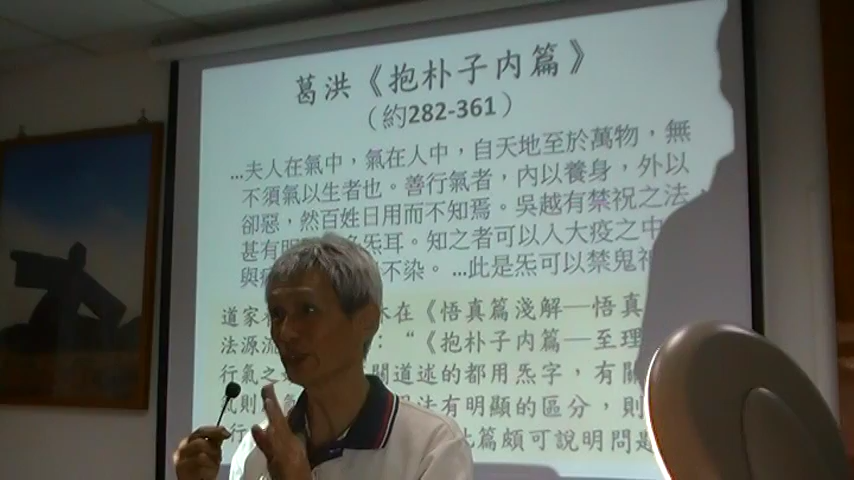 葛洪《抱朴子内篇》
（約282-361）
…夫人在氣中，氣在人中，自天地至於萬物，無
不須氣以生者也。善行氣者，內以養身，外以
卻惡，然百姓日用而不知焉。吳越有禁祝之法，
甚有明 炁耳。知之者可以入大疫之中
與 不染。 …此是炁可以禁鬼神
道家 在《悟真篇淺解—悟真
法源流 ：“《抱朴子内篇—至理
行氣之 關道述的都用炁字，有關
氣則 法有明顯的區分，則
行 此篇頗可說明問題